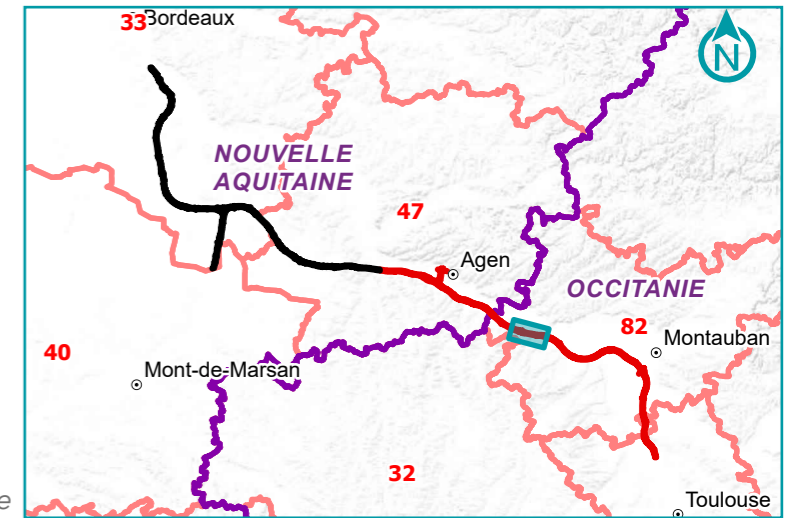 33 Bordeaux
N
NOUVELLE
AQUITAINE
47
Agen
OCCITANIE
82
Montauban
40
Mont-de-Marsan
32
e
Toulouse